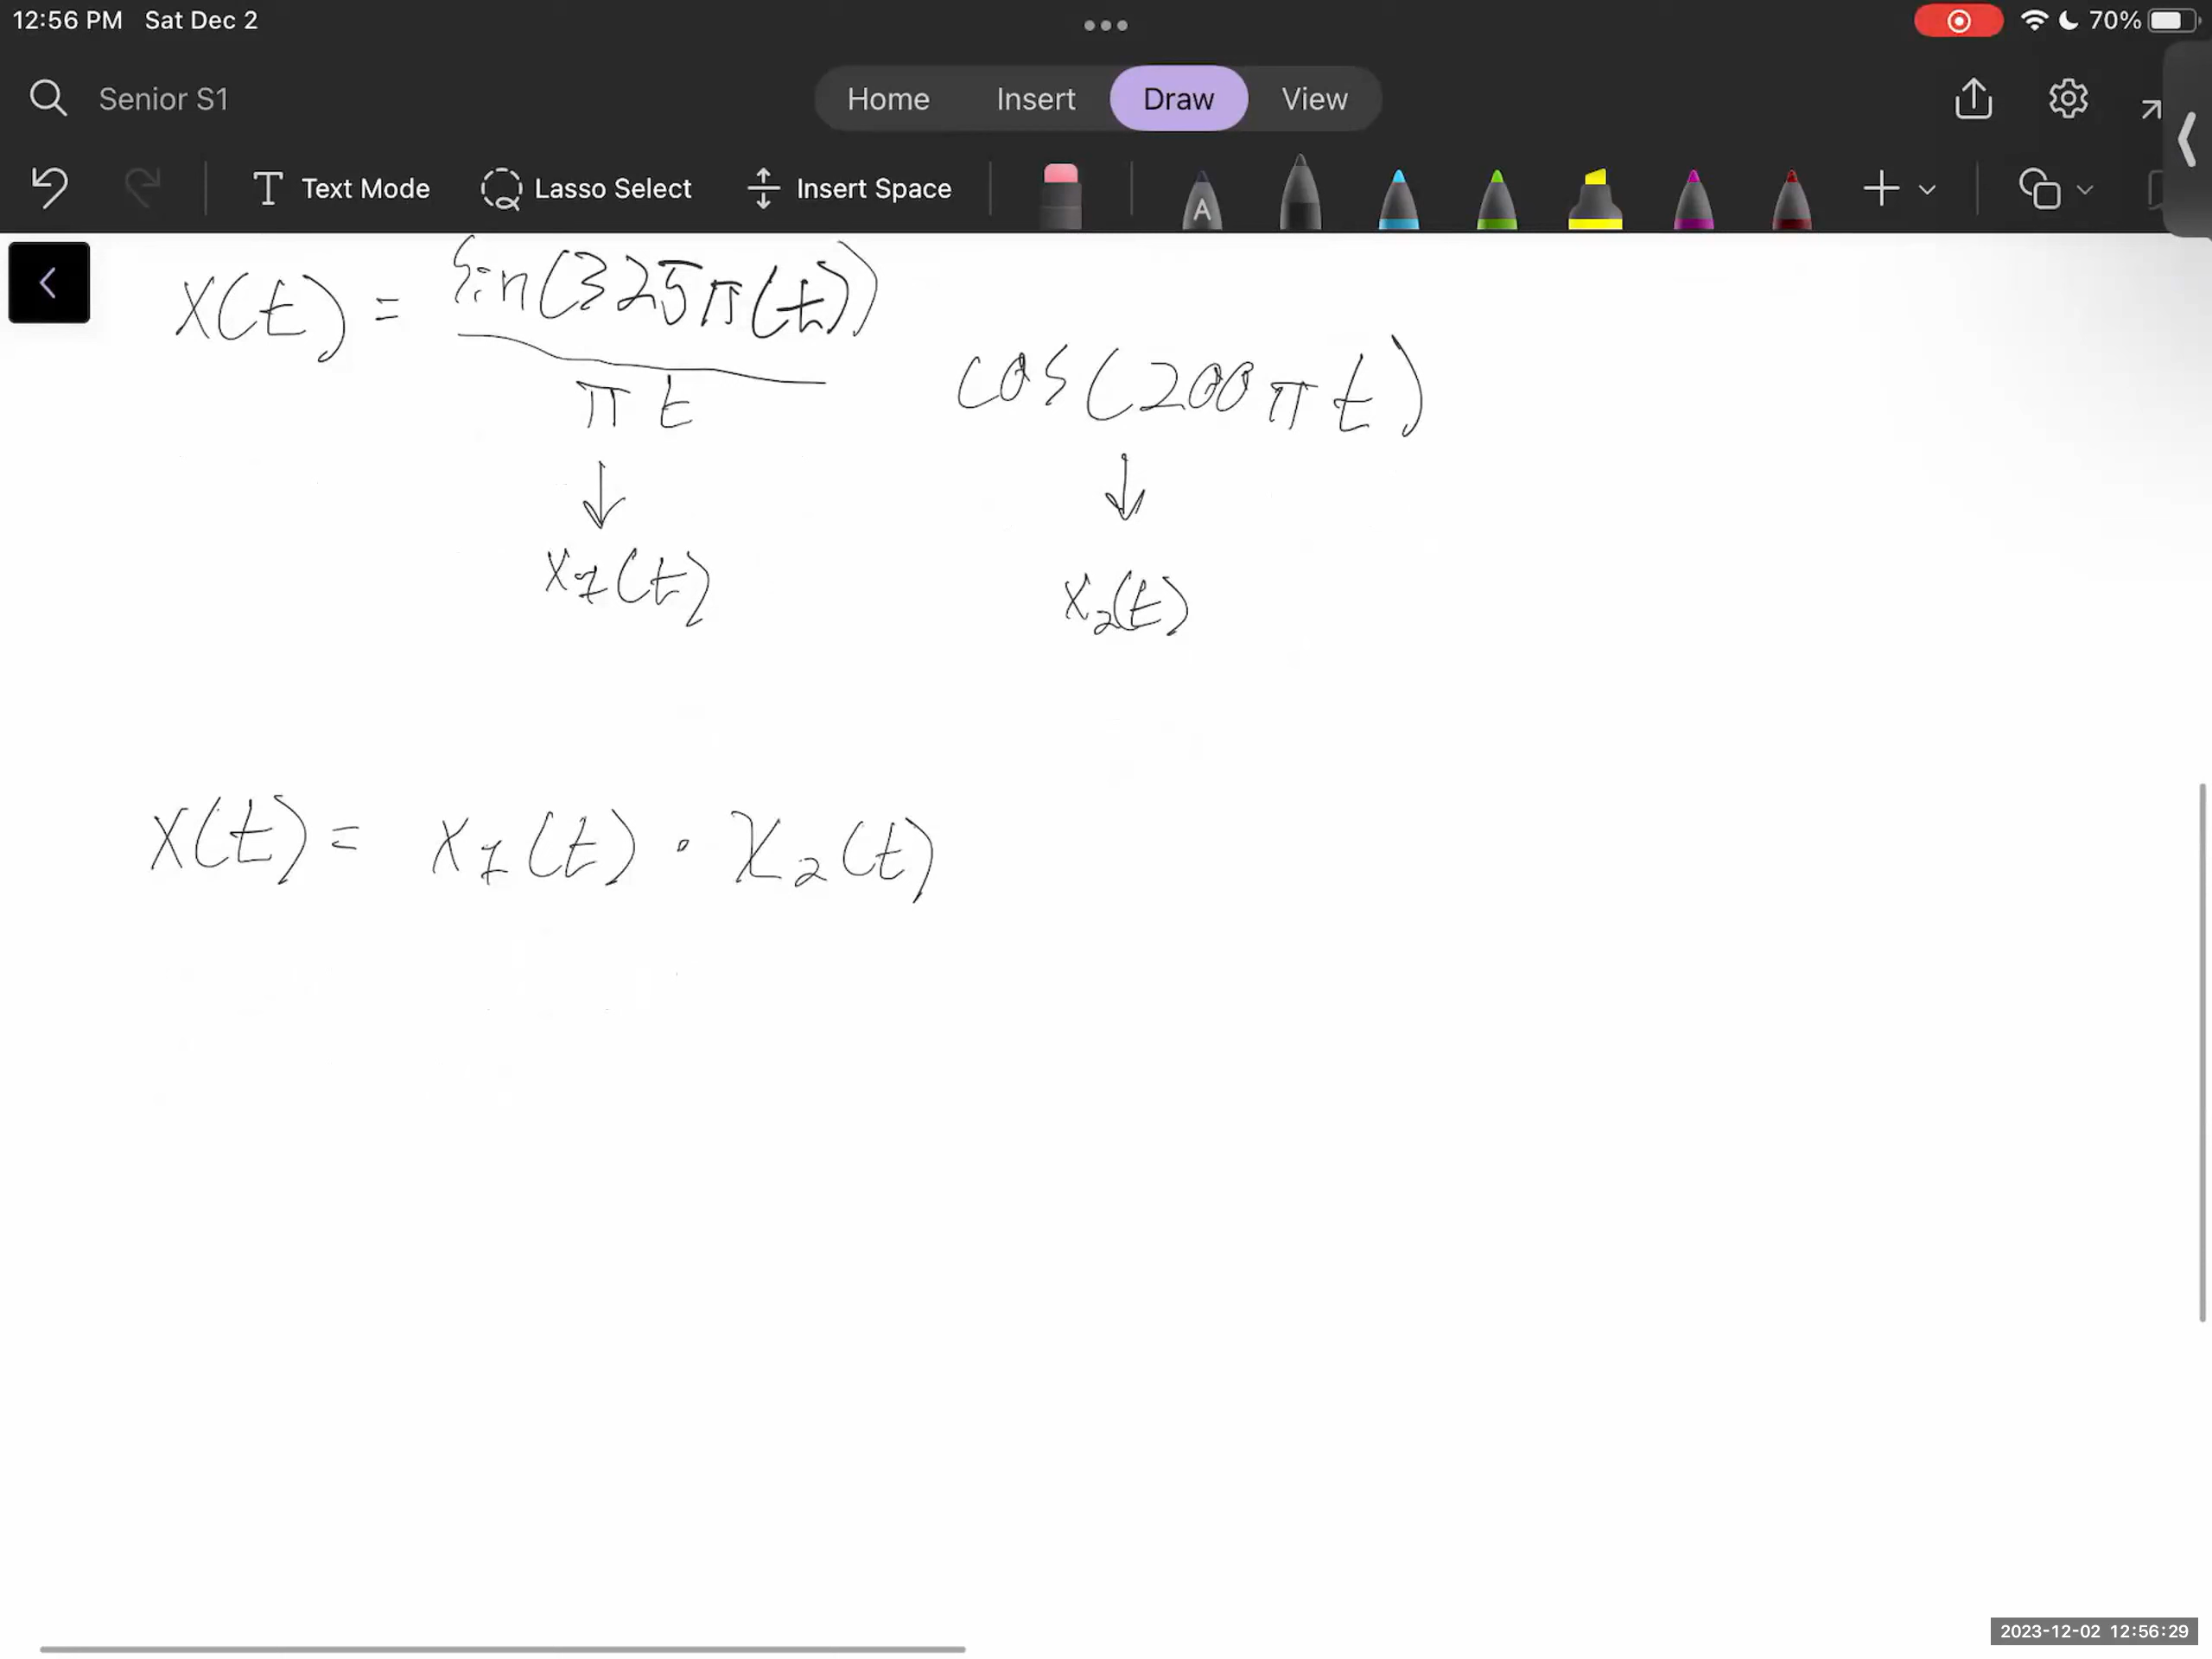 12:56 PM Sat Dec 2
70%
Senior S1
Home Insert Draw View
Text Mode Lasso Select Insert Space
A
x(t) = sin(325π(t))
πt
cos(200πt)
x1(t)
x2(t)
x(t) = x1(t) · x2(t)
2023-12-02 12:56:29